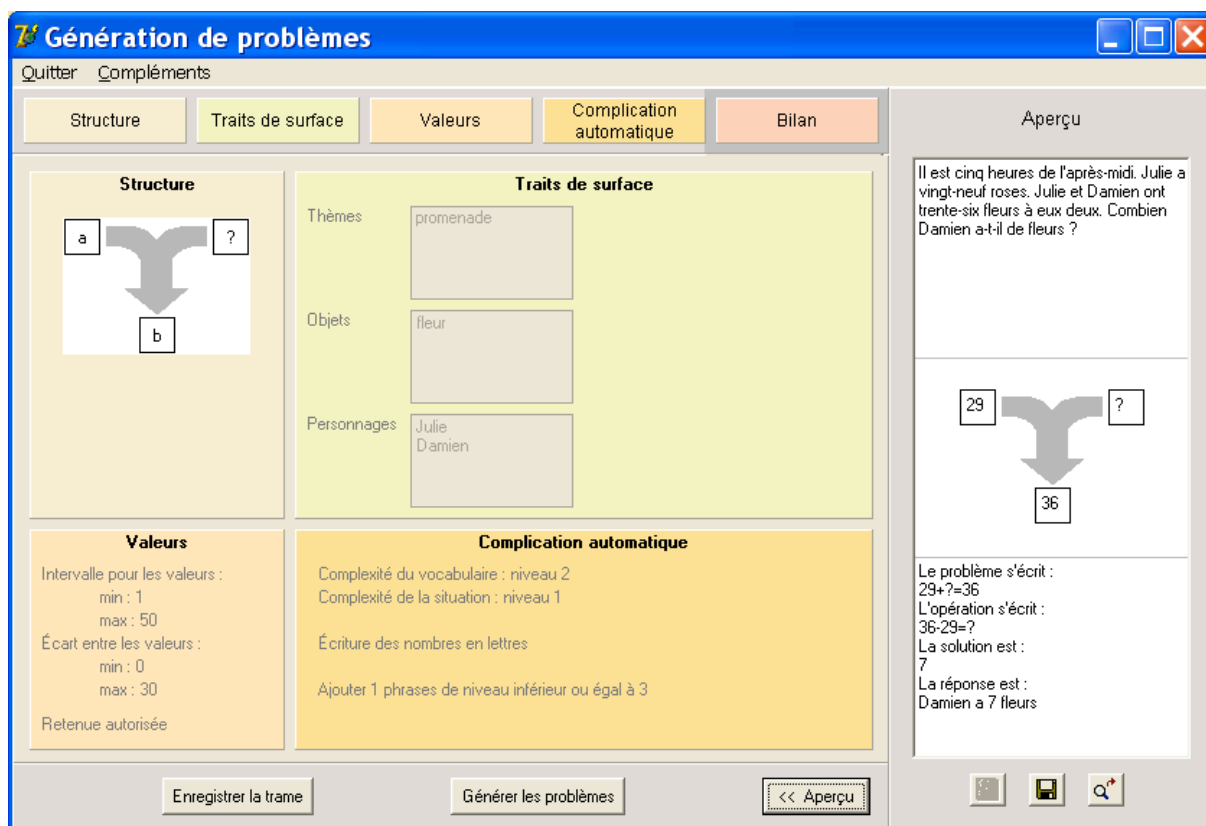 Génération de problèmes
Quitter Compléments
Structure
Traits de surface
Valeurs
Complication
automatique
Bilan
Structure
a
?
b
Traits de surface
Thèmes
promenade
Objets
fleur
Personnages
Julie
Damien
Valeurs
Intervalle pour les valeurs :
min : 1
max : 50
Écart entre les valeurs :
min : 0
max : 30
Retenue autorisée
Complication automatique
Complexité du vocabulaire : niveau 2
Complexité de la situation : niveau 1
Écriture des nombres en lettres
Ajouter 1 phrases de niveau inférieur ou égal à 3
Enregistrer la trame
Générer les problèmes
<< Aperçu
Aperçu
Il est cinq heures de l'après-midi. Julie a
vingt-neuf roses. Julie et Damien ont
trente-six fleurs à eux deux. Combien
Damien a-t-il de fleurs ?
29
?
36
Le problème s'écrit :
29+?=36
L'opération s'écrit :
36-29=?
La solution est :
7
La réponse est :
Damien a 7 fleurs